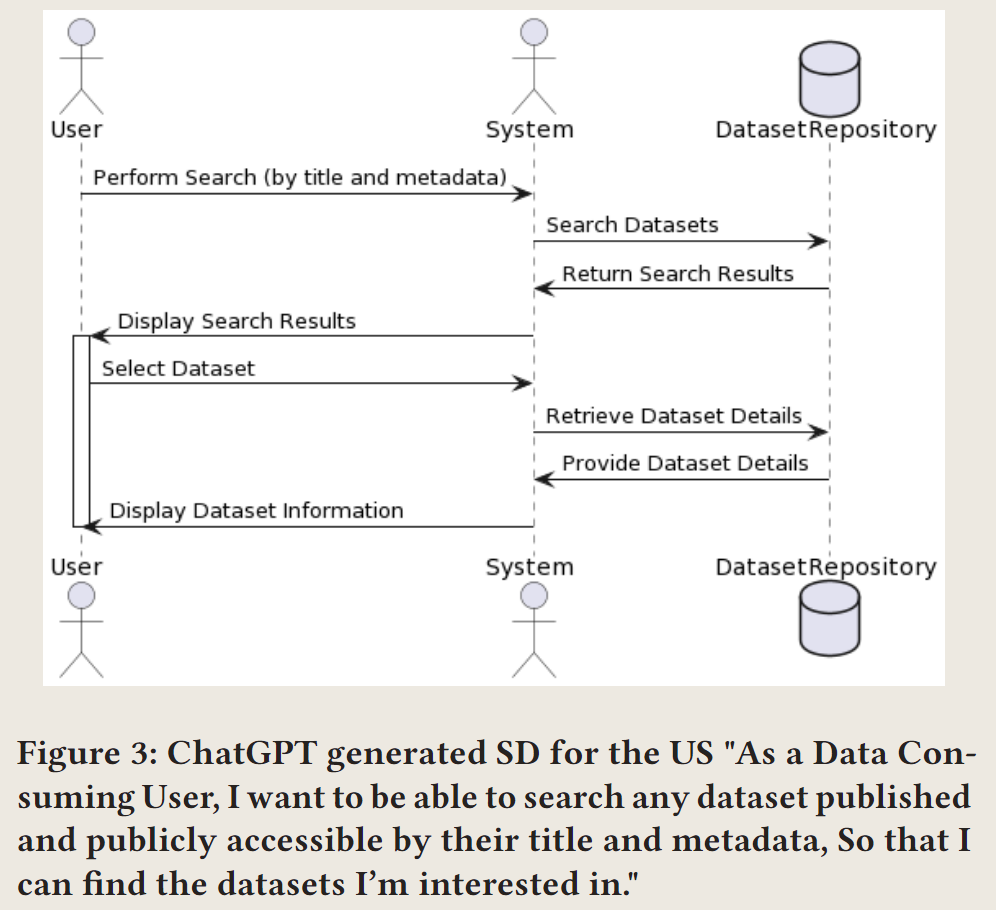 User System DatasetRepository
Perform Search (by title and metadata)
Search Datasets
Return Search Results
Display Search Results
Select Dataset
Retrieve Dataset Details
Provide Dataset Details
Display Dataset Information
User System DatasetRepository
Figure 3: ChatGPT generated SD for the US "As a Data Con-
suming User, I want to be able to search any dataset published
and publicly accessible by their title and metadata, So that I
can find the datasets I’m interested in."